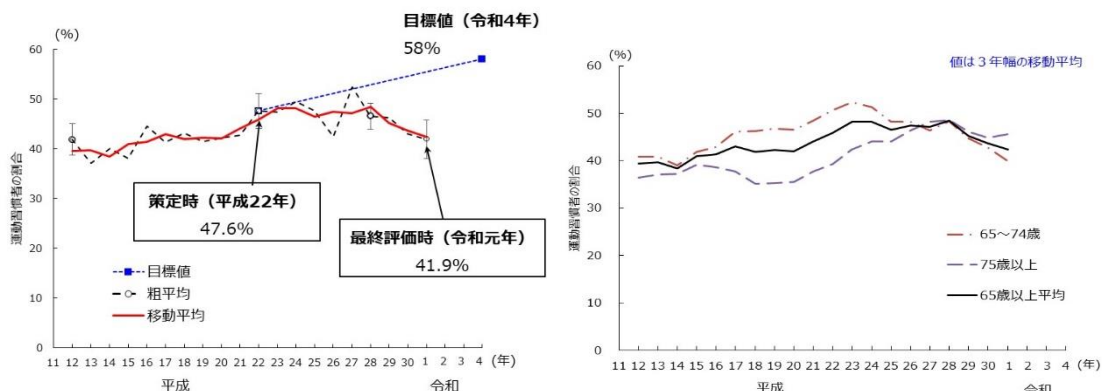 目標値（令和4年）
58%
(%)
60
50
40
30
20
10
0
運動習慣者の割合
策定時（平成22年）
47.6%
最終評価時（令和元年）
41.9%
目標値
粗平均
移動平均
11 12 13 14 15 16 17 18 19 20 21 22 23 24 25 26 27 28 29 30 1 2 3 4 (年)
平成 令和
(%)
値は３年幅の移動平均
60
50
40
30
20
10
0
運動習慣者の割合
65～74歳
75歳以上
65歳以上平均
11 12 13 14 15 16 17 18 19 20 21 22 23 24 25 26 27 28 29 30 1 2 3 4 (年)
平成 令和